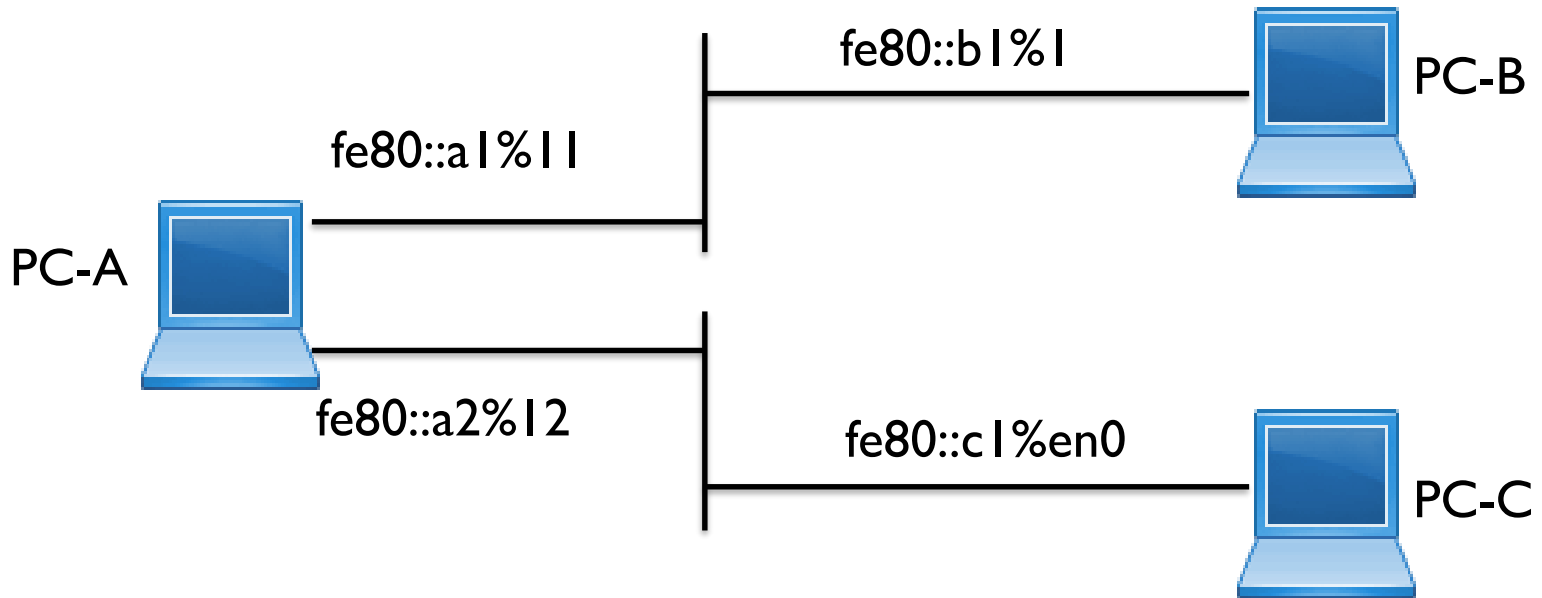 fe80::b1%1
PC-B
fe80::a1%11
PC-A
fe80::a2%12
fe80::c1%en0
PC-C